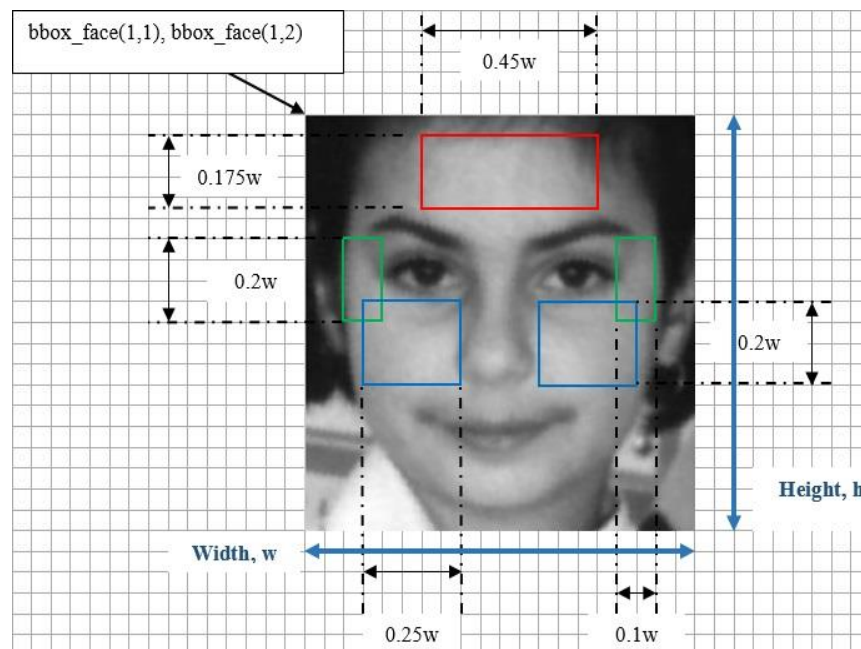 bbox_face(1,1), bbox_face(1,2)
0.45w
0.175w
0.2w
0.2w
Height, h
Width, w
0.25w
0.1w